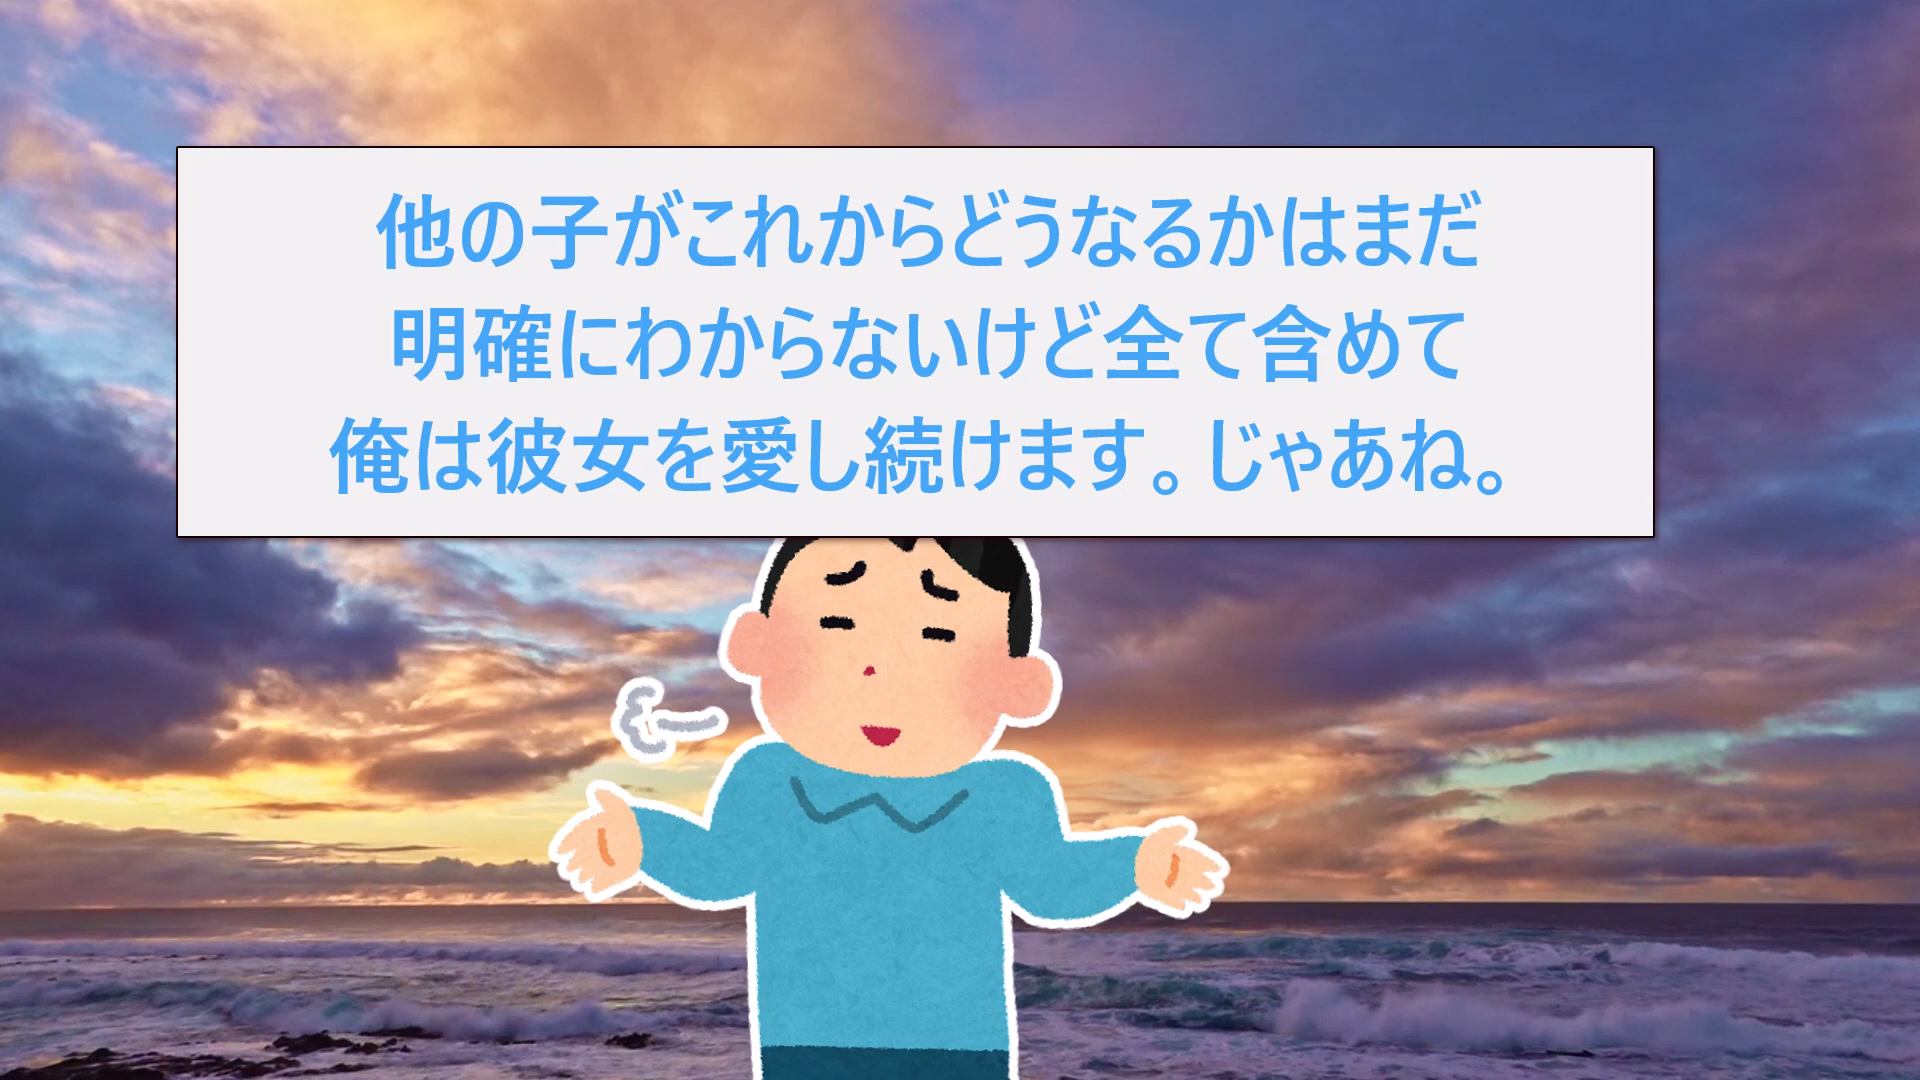 他の子がこれからどうなるかはまだ
明確にわからないけど全て含めて
俺は彼女を愛し続けます。じゃあね。